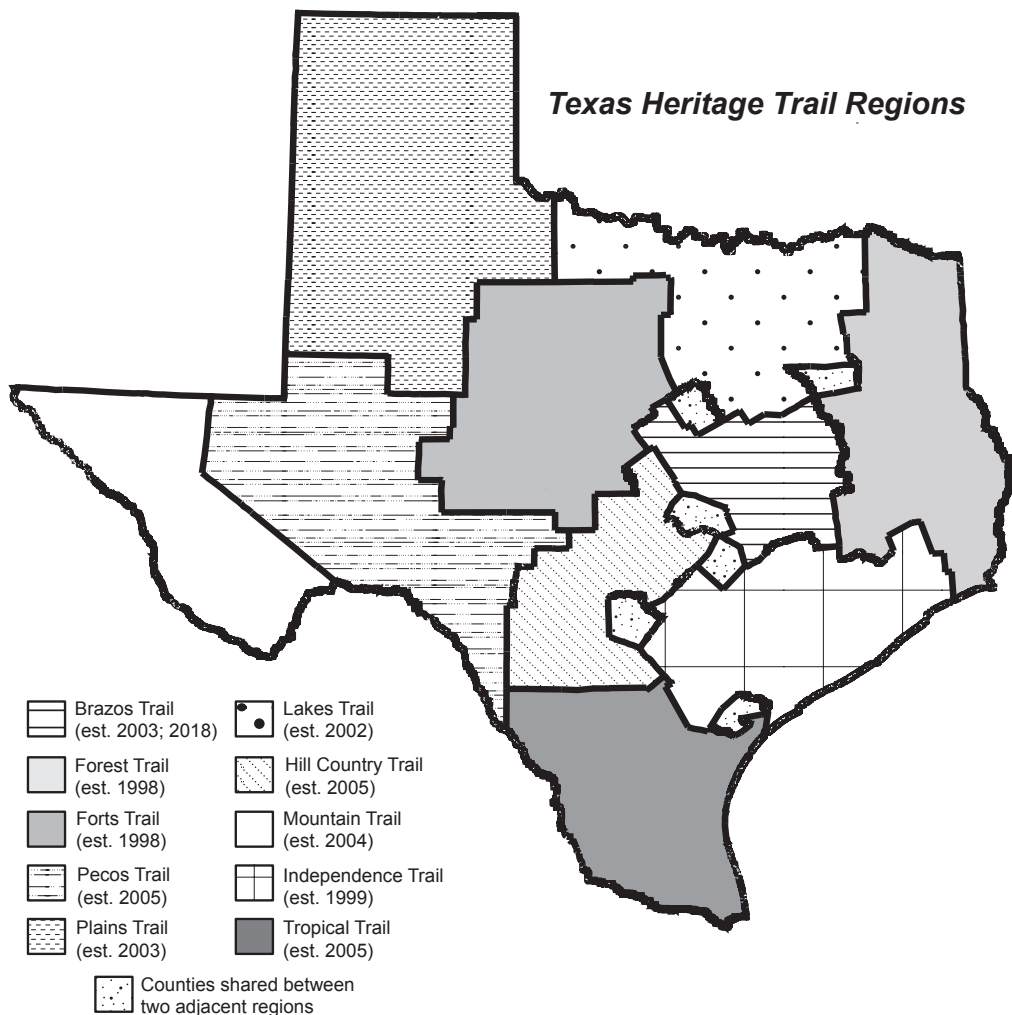 Texas Heritage Trail Regions
Brazos Trail
(est. 2003; 2018)
Forest Trail
(est. 1998)
Forts Trail
(est. 1998)
Pecos Trail
(est. 2005)
Plains Trail
(est. 2003)
Lakes Trail
(est. 2002)
Hill Country Trail
(est. 2005)
Mountain Trail
(est. 2004)
Independence Trail
(est. 1999)
Tropical Trail
(est. 2005)
Counties shared between
two adjacent regions